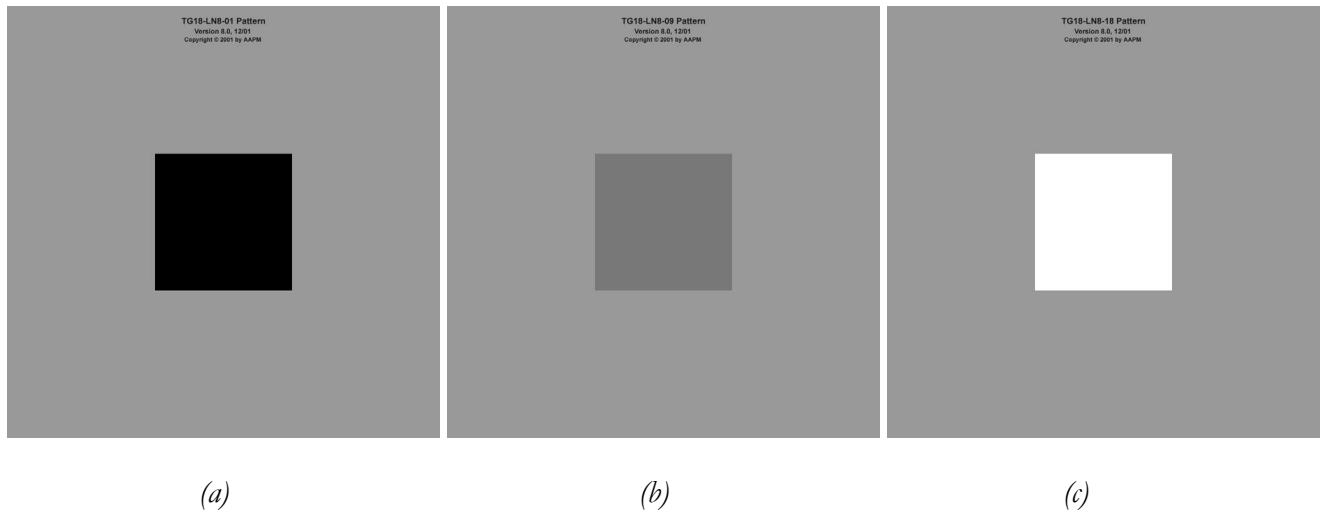 TG18-LN8-01 Pattern
Version 8.0, 12/01
Copyright © 2001 by AAPM
TG18-LN8-09 Pattern
Version 8.0, 12/01
Copyright © 2001 by AAPM
TG18-LN8-18 Pattern
Version 8.0, 12/01
Copyright © 2001 by AAPM
(a)
(b)
(c)